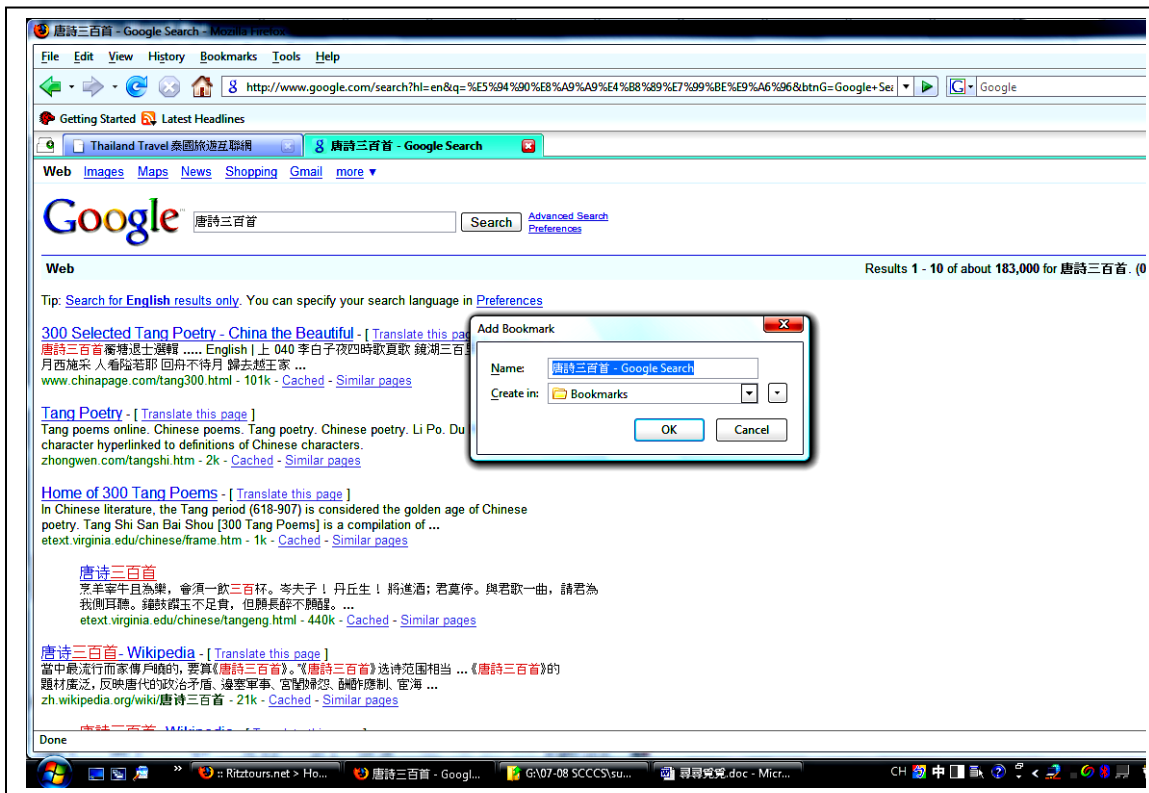 唐詩三百首 - Google Search - Mozilla Firefox
File Edit View History Bookmarks Tools Help
http://www.google.com/search?hl=en&q=%E5%94%90%E8%A9%A9%E4%B8%89%E7%99%BE%E9%A6%96&btnG=Google+Sea
Google
Getting Started Latest Headlines
Thailand Travel 泰國旅遊互聯網 唐詩三百首 - Google Search
Web Images Maps News Shopping Gmail more ▼
Google 唐詩三百首 Search Advanced Search
Preferences
Web Results 1 - 10 of about 183,000 for 唐詩三百首. (0
Tip: Search for English results only. You can specify your search language in Preferences
300 Selected Tang Poetry - China the Beautiful - [ Translate this pag
唐詩三百首蘅塘退士選輯 ..... English | 上 040 李白子夜四時歌夏歌 鏡湖三百里
月西施采 人看隘若耶 回舟不待月 歸去越王家 ...
www.chinapage.com/tang300.html - 101k - Cached - Similar pages
Tang Poetry - [ Translate this page ]
Tang poems online. Chinese poems. Tang poetry. Chinese poetry. Li Po. Du
character hyperlinked to definitions of Chinese characters.
zhongwen.com/tangshi.htm - 2k - Cached - Similar pages
Home of 300 Tang Poems - [ Translate this page ]
In Chinese literature, the Tang period (618-907) is considered the golden age of Chinese
poetry. Tang Shi San Bai Shou [300 Tang Poems] is a compilation of ...
etext.virginia.edu/chinese/frame.htm - 1k - Cached - Similar pages
唐诗三百首
烹羊宰牛且為樂，會須一飲三百杯。岑夫子！丹丘生！將進酒；君莫停。與君歌一曲，請君為
我側耳聽。鐘鼓饌玉不足貴，但願長醉不願醒。...
etext.virginia.edu/chinese/tangeng.html - 440k - Cached - Similar pages
唐诗三百首- Wikipedia - [ Translate this page ]
當中最流行而家傳戶曉的,要算《唐詩三百首》。《唐詩三百首》选诗范围相当 ...《唐詩三百首》的
題材廣泛,反映唐代的政治矛盾、邊塞軍事、宮闈婦怨、酬酢應制、宦海 ...
zh.wikipedia.org/wiki/唐诗三百首 - 21k - Cached - Similar pages
Add Bookmark
Name: 唐詩三百首 - Google Search
Create in: Bookmarks
OK Cancel
Done
:: Ritztours.net > Ho... 唐詩三百首 - Googl... G:\07-08 SCCCS\su... 尋尋覓覓.doc - Micr... CH 中